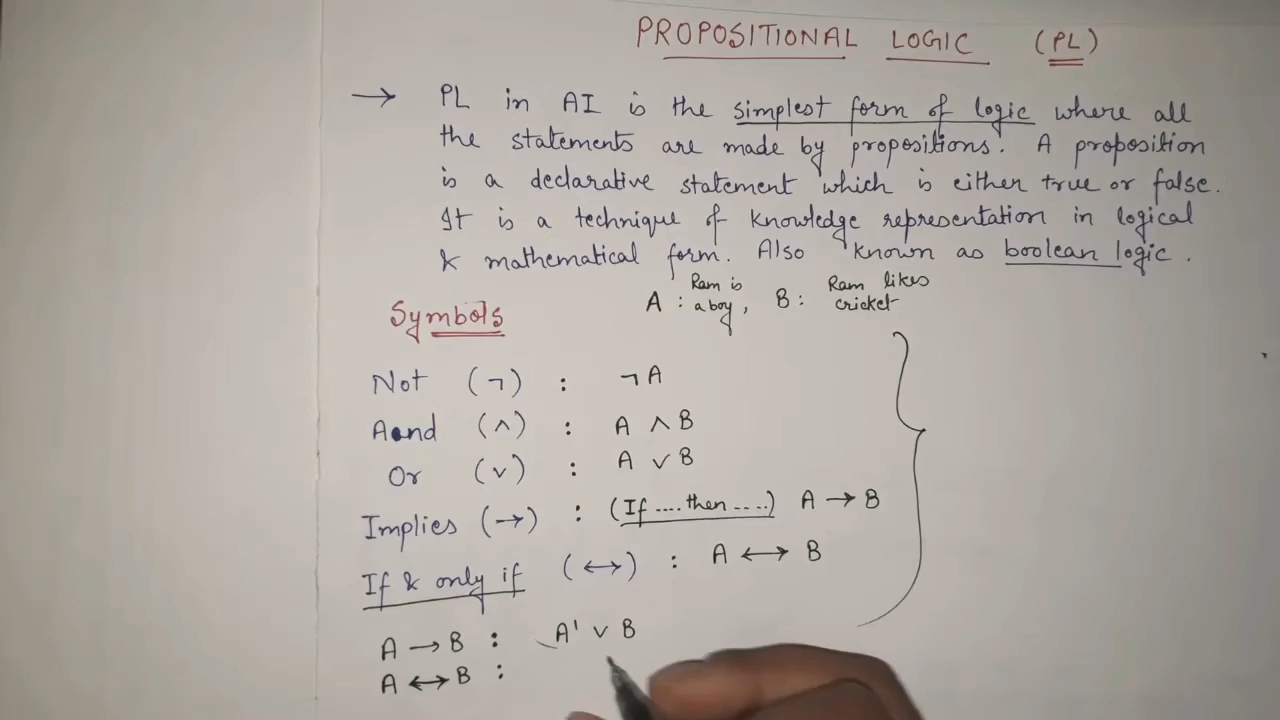 PROPOSITIONAL LOGIC (PL)
→ PL in AI is the simplest form of logic where all
the statements are made by propositions. A proposition
is a declarative statement which is either true or false.
It is a technique of knowledge representation in logical
& mathematical form. Also known as boolean logic.
A : Ram is a boy, B : Ram likes cricket
Symbols
Not (¬) : ¬A
And (∧) : A ∧ B
Or (∨) : A ∨ B
Implies (→) : (If ....then ....) A → B
If & only if (↔) : A ↔ B
A → B : A' ∨ B
A ↔ B :